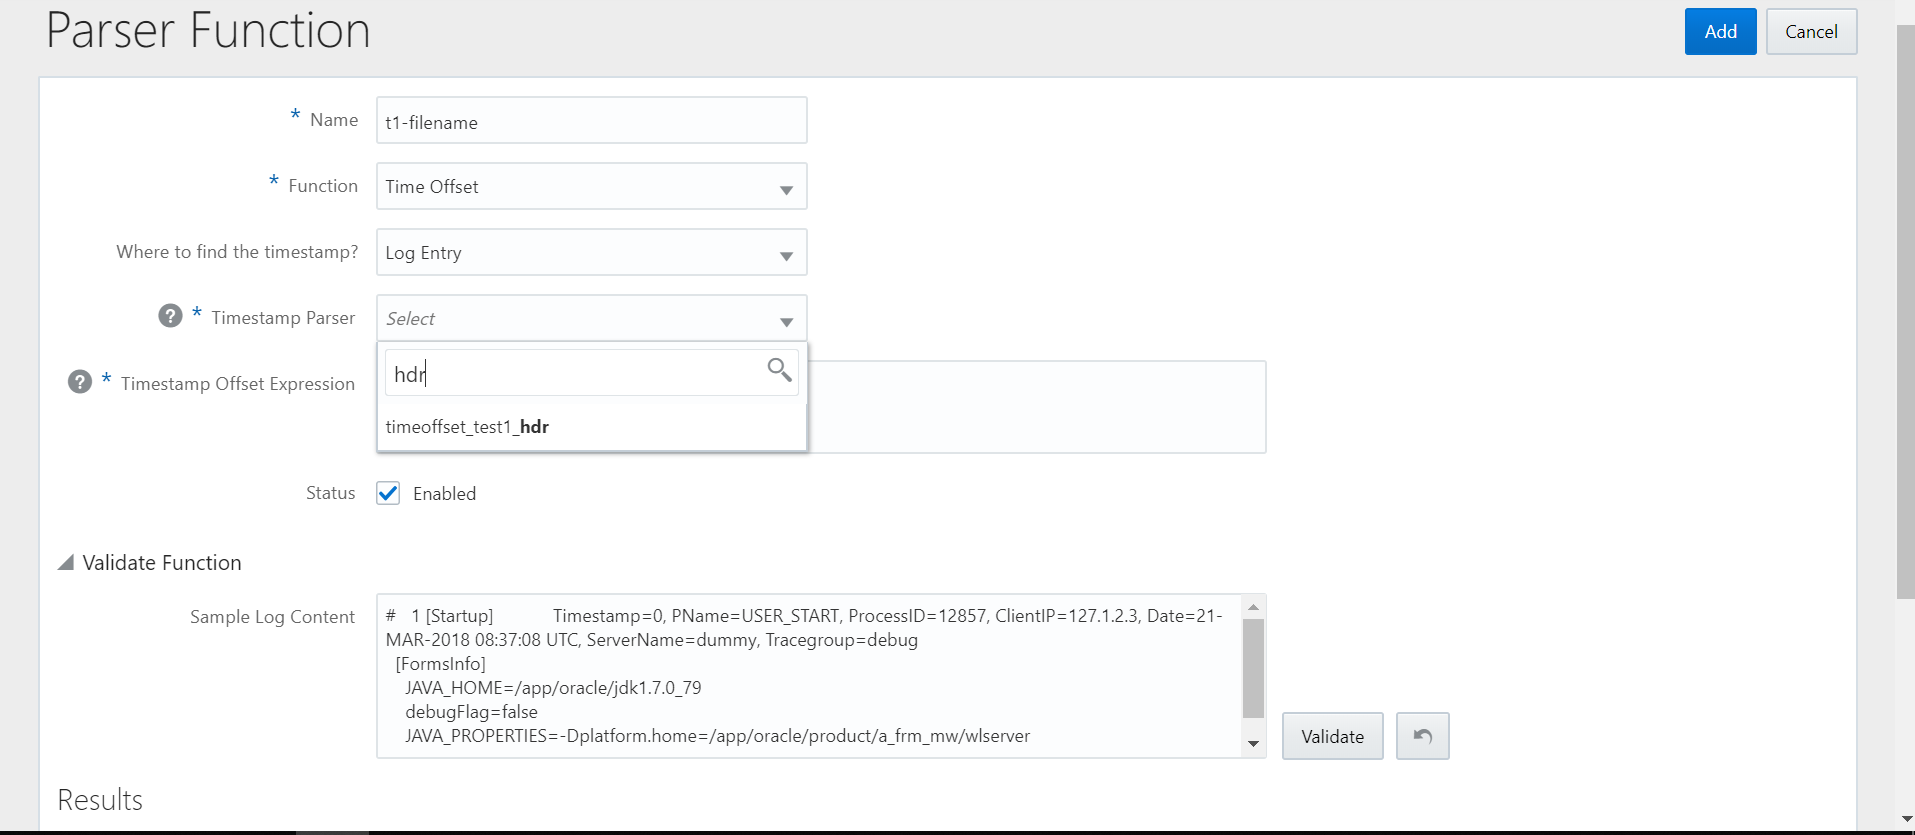 Parser Function
Add
Cancel
* Name
t1-filename
* Function
Time Offset
Where to find the timestamp?
Log Entry
? * Timestamp Parser
Select
hdr
timeoffset_test1_hdr
? * Timestamp Offset Expression
Status
Enabled
Validate Function
Sample Log Content
#   1 [Startup]            Timestamp=0, PName=USER_START, ProcessID=12857, ClientIP=127.1.2.3, Date=21-
MAR-2018 08:37:08 UTC, ServerName=dummy, Tracegroup=debug
[FormsInfo]
JAVA_HOME=/app/oracle/jdk1.7.0_79
debugFlag=false
JAVA_PROPERTIES=-Dplatform.home=/app/oracle/product/a_frm_mw/wlserver
Validate
Results